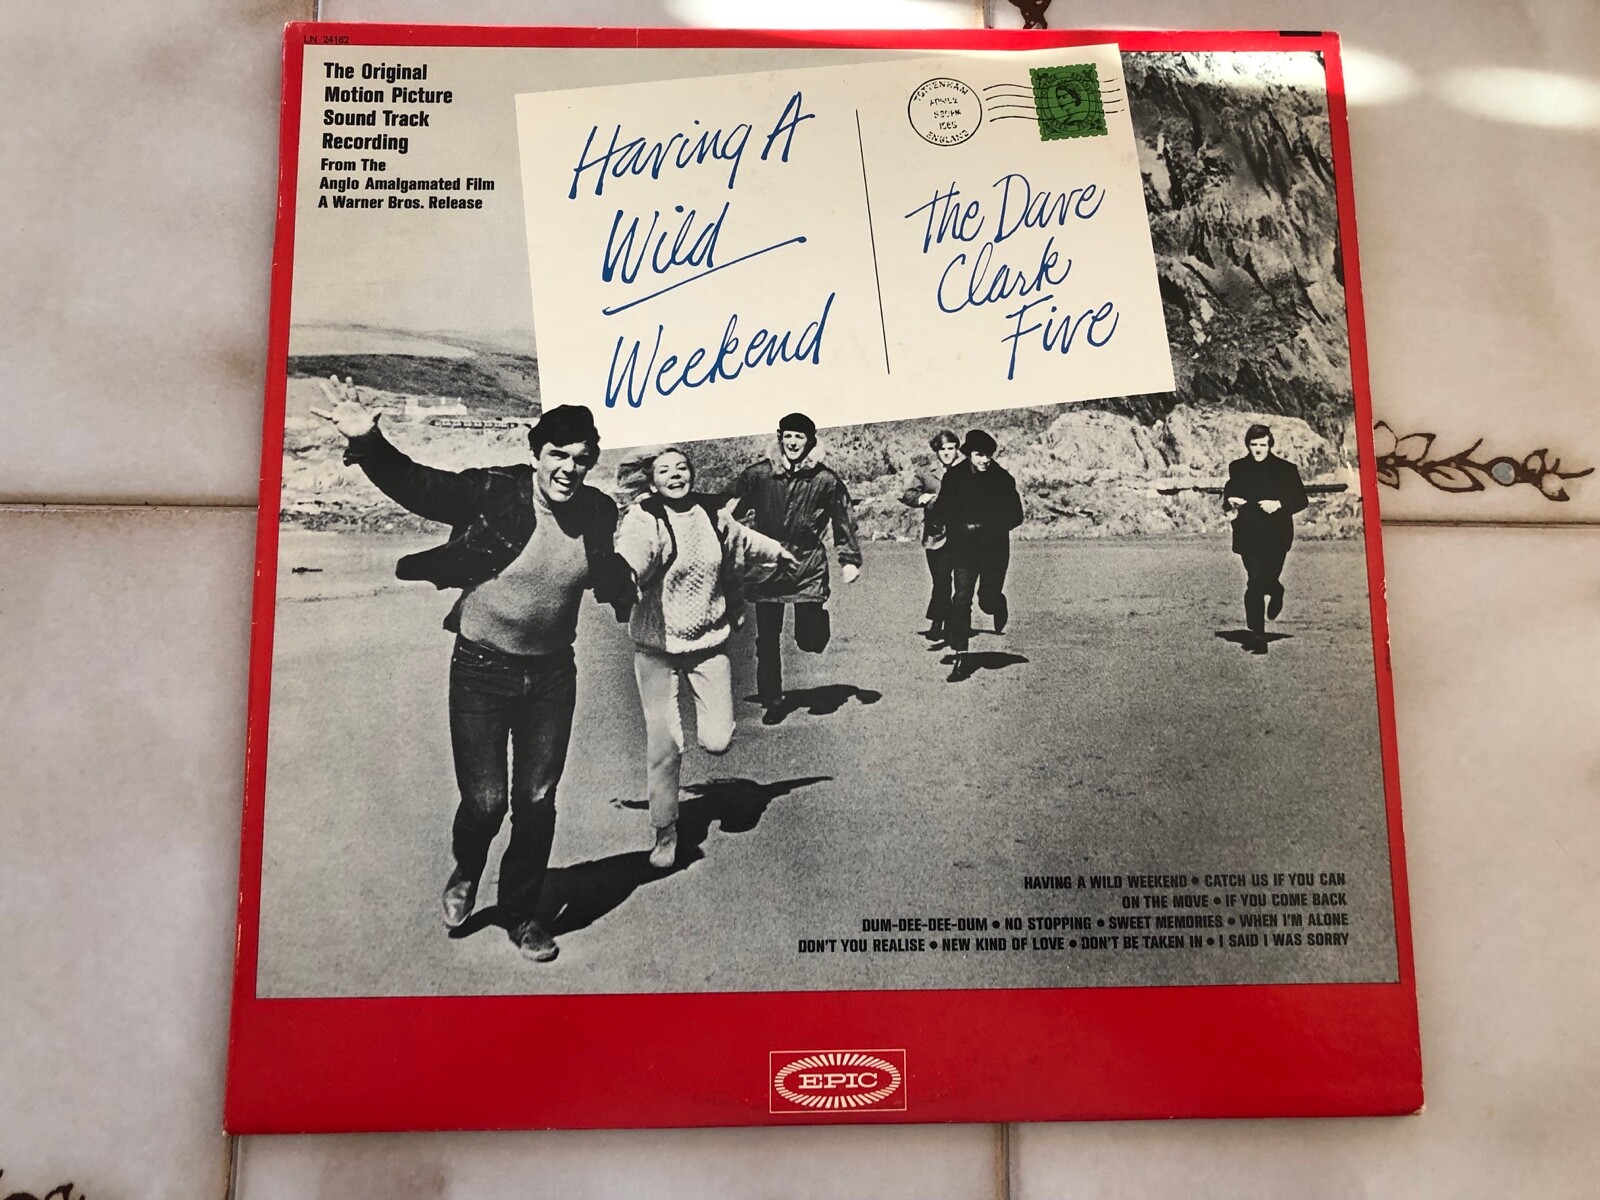 LN 24162
The Original
Motion Picture
Sound Track
Recording
From The
Anglo Amalgamated Film
A Warner Bros. Release
Having A
Wild
Weekend
TOTTENHAM
1965
ENGLAND
The Dave
Clark
Five
HAVING A WILD WEEKEND • CATCH US IF YOU CAN
ON THE MOVE • IF YOU COME BACK
DUM-DEE-DEE-DUM • NO STOPPING • SWEET MEMORIES • WHEN I'M ALONE
DON'T YOU REALISE • NEW KIND OF LOVE • DON'T BE TAKEN IN • I SAID I WAS SORRY
EPIC